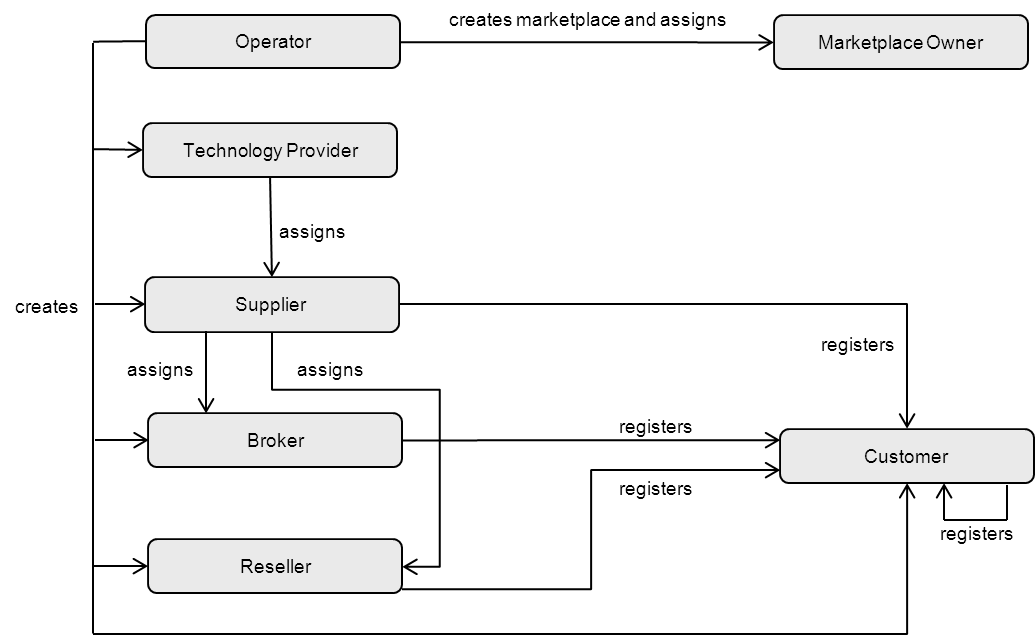 creates marketplace and assigns
Operator
Marketplace Owner
Technology Provider
assigns
Supplier
creates
registers
assigns
assigns
Broker
registers
Customer
registers
registers
Reseller